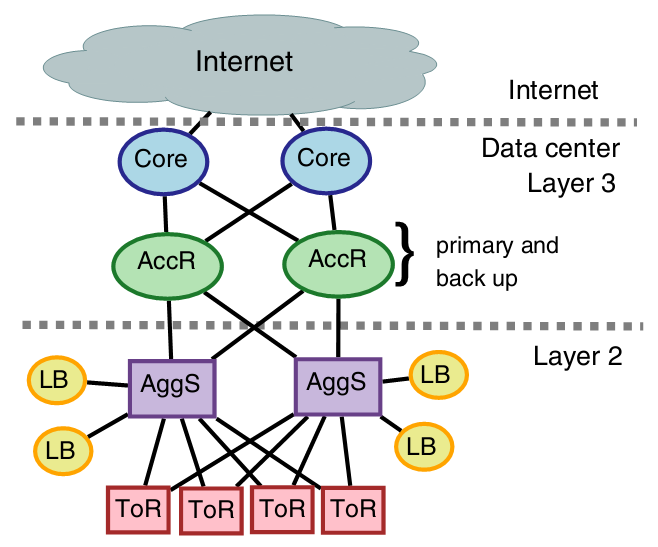 Internet
Internet
Data center
Layer 3
Core
Core
AccR
AccR
}
primary and
back up
Layer 2
LB
AggS
AggS
LB
LB
LB
ToR
ToR
ToR
ToR